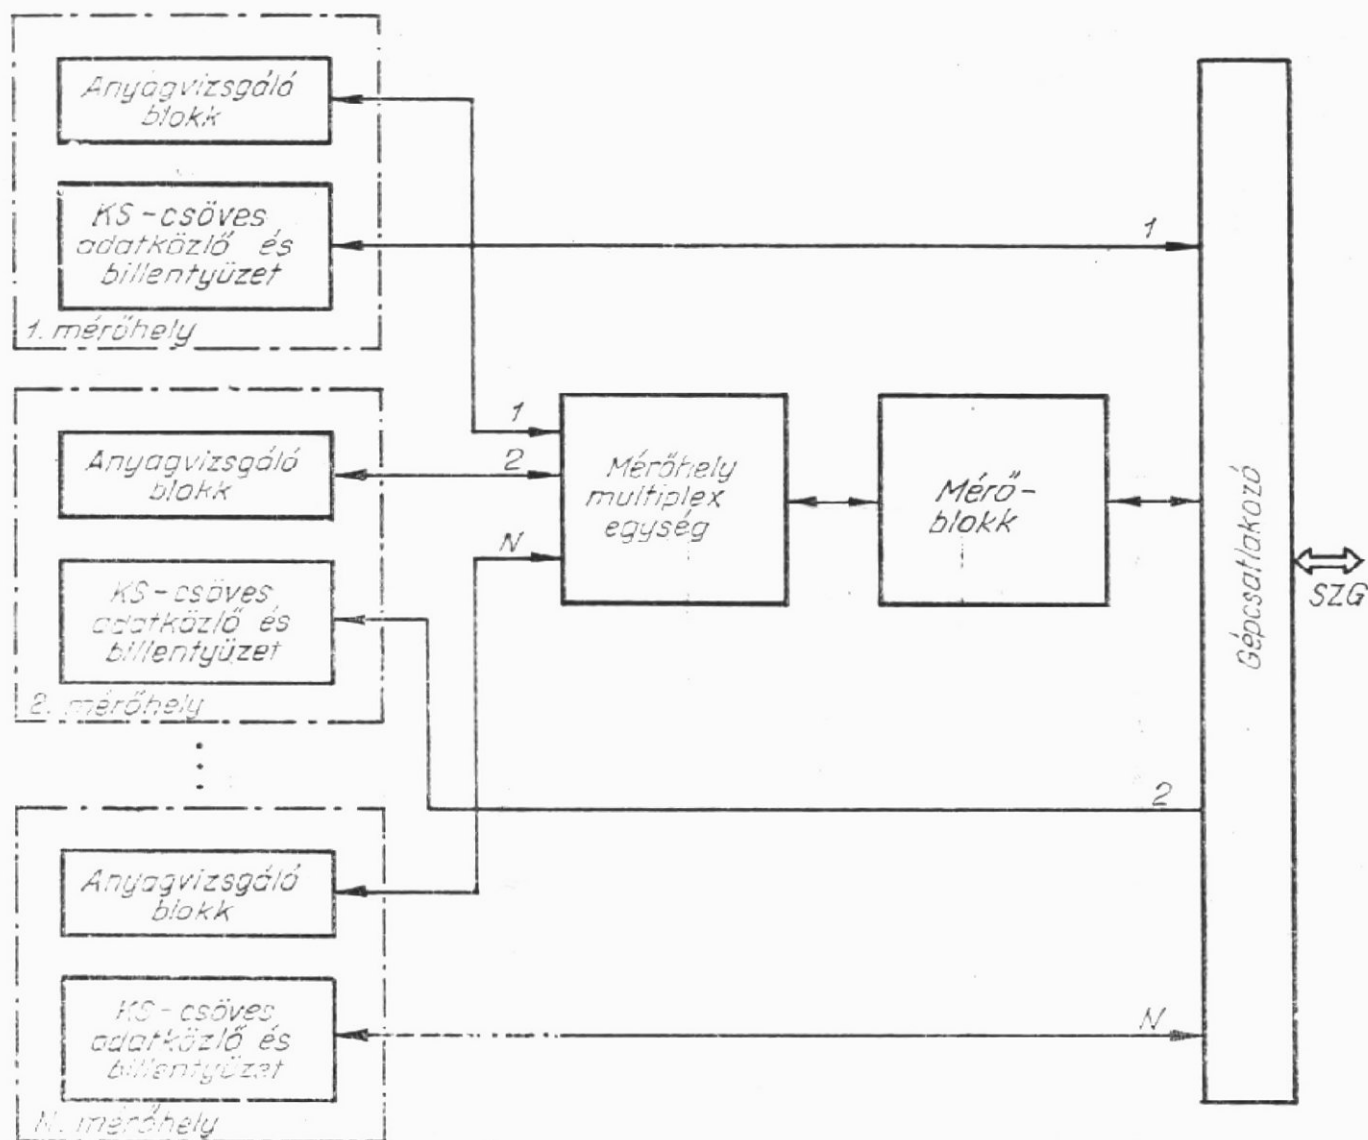 Anyagvizsgáló
blokk
KS-csöves
adatközlő és
billentyüzet
1. mérőhely
1
Anyagvizsgáló
blokk
KS-csöves
adatközlő és
billentyüzet
2. mérőhely
1
2
N
Mérőhely
multiplex
egység
Mérő-
blokk
Gépcsatlakozó
SZG
2
Anyagvizsgáló
blokk
KS-csöves
adatközlő és
billentyüzet
N. mérőhely
N